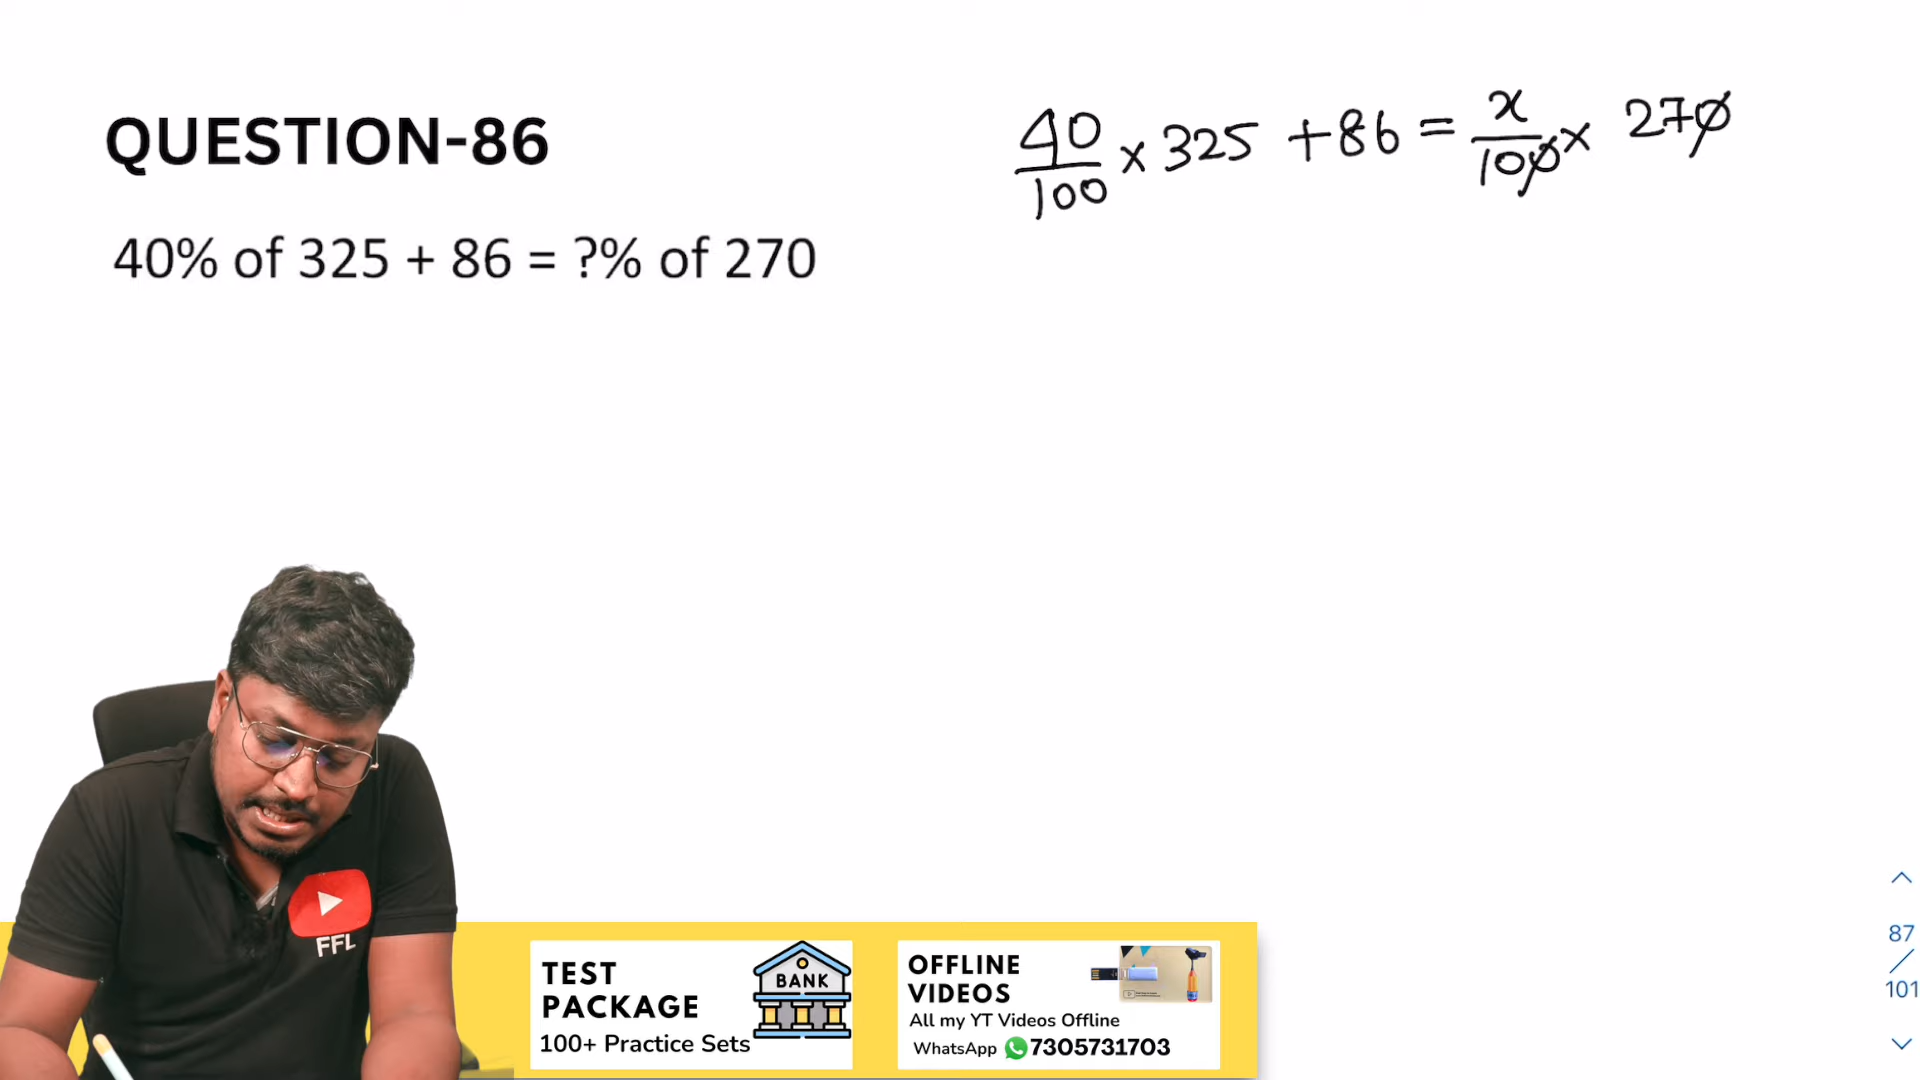 QUESTION-86
40% of 325 + 86 = ?% of 270
40/100 × 325 + 86 = x/100 × 270
FFL
TEST PACKAGE
100+ Practice Sets
BANK
OFFLINE VIDEOS
All my YT Videos Offline
WhatsApp 7305731703
87
/
101